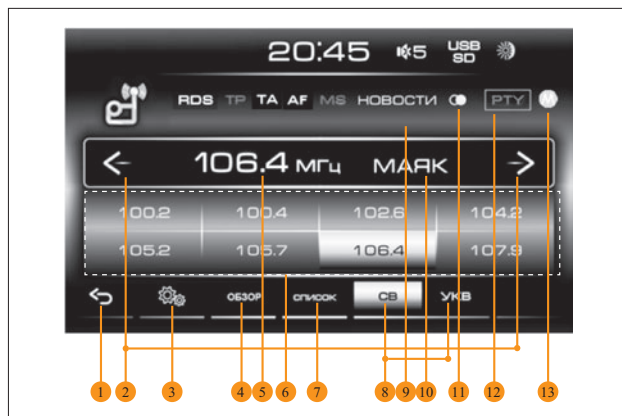 20:45 5 USB SD
RDS TP TA AF MS НОВОСТИ PTY
106.4 МГц МАЯК
100.2 100.4 102.6 104.2
105.2 105.7 106.4 107.9
ОБЗОР СПИСОК СВ УКВ
1 2 3 4 5 6 7 8 9 10 11 12 13